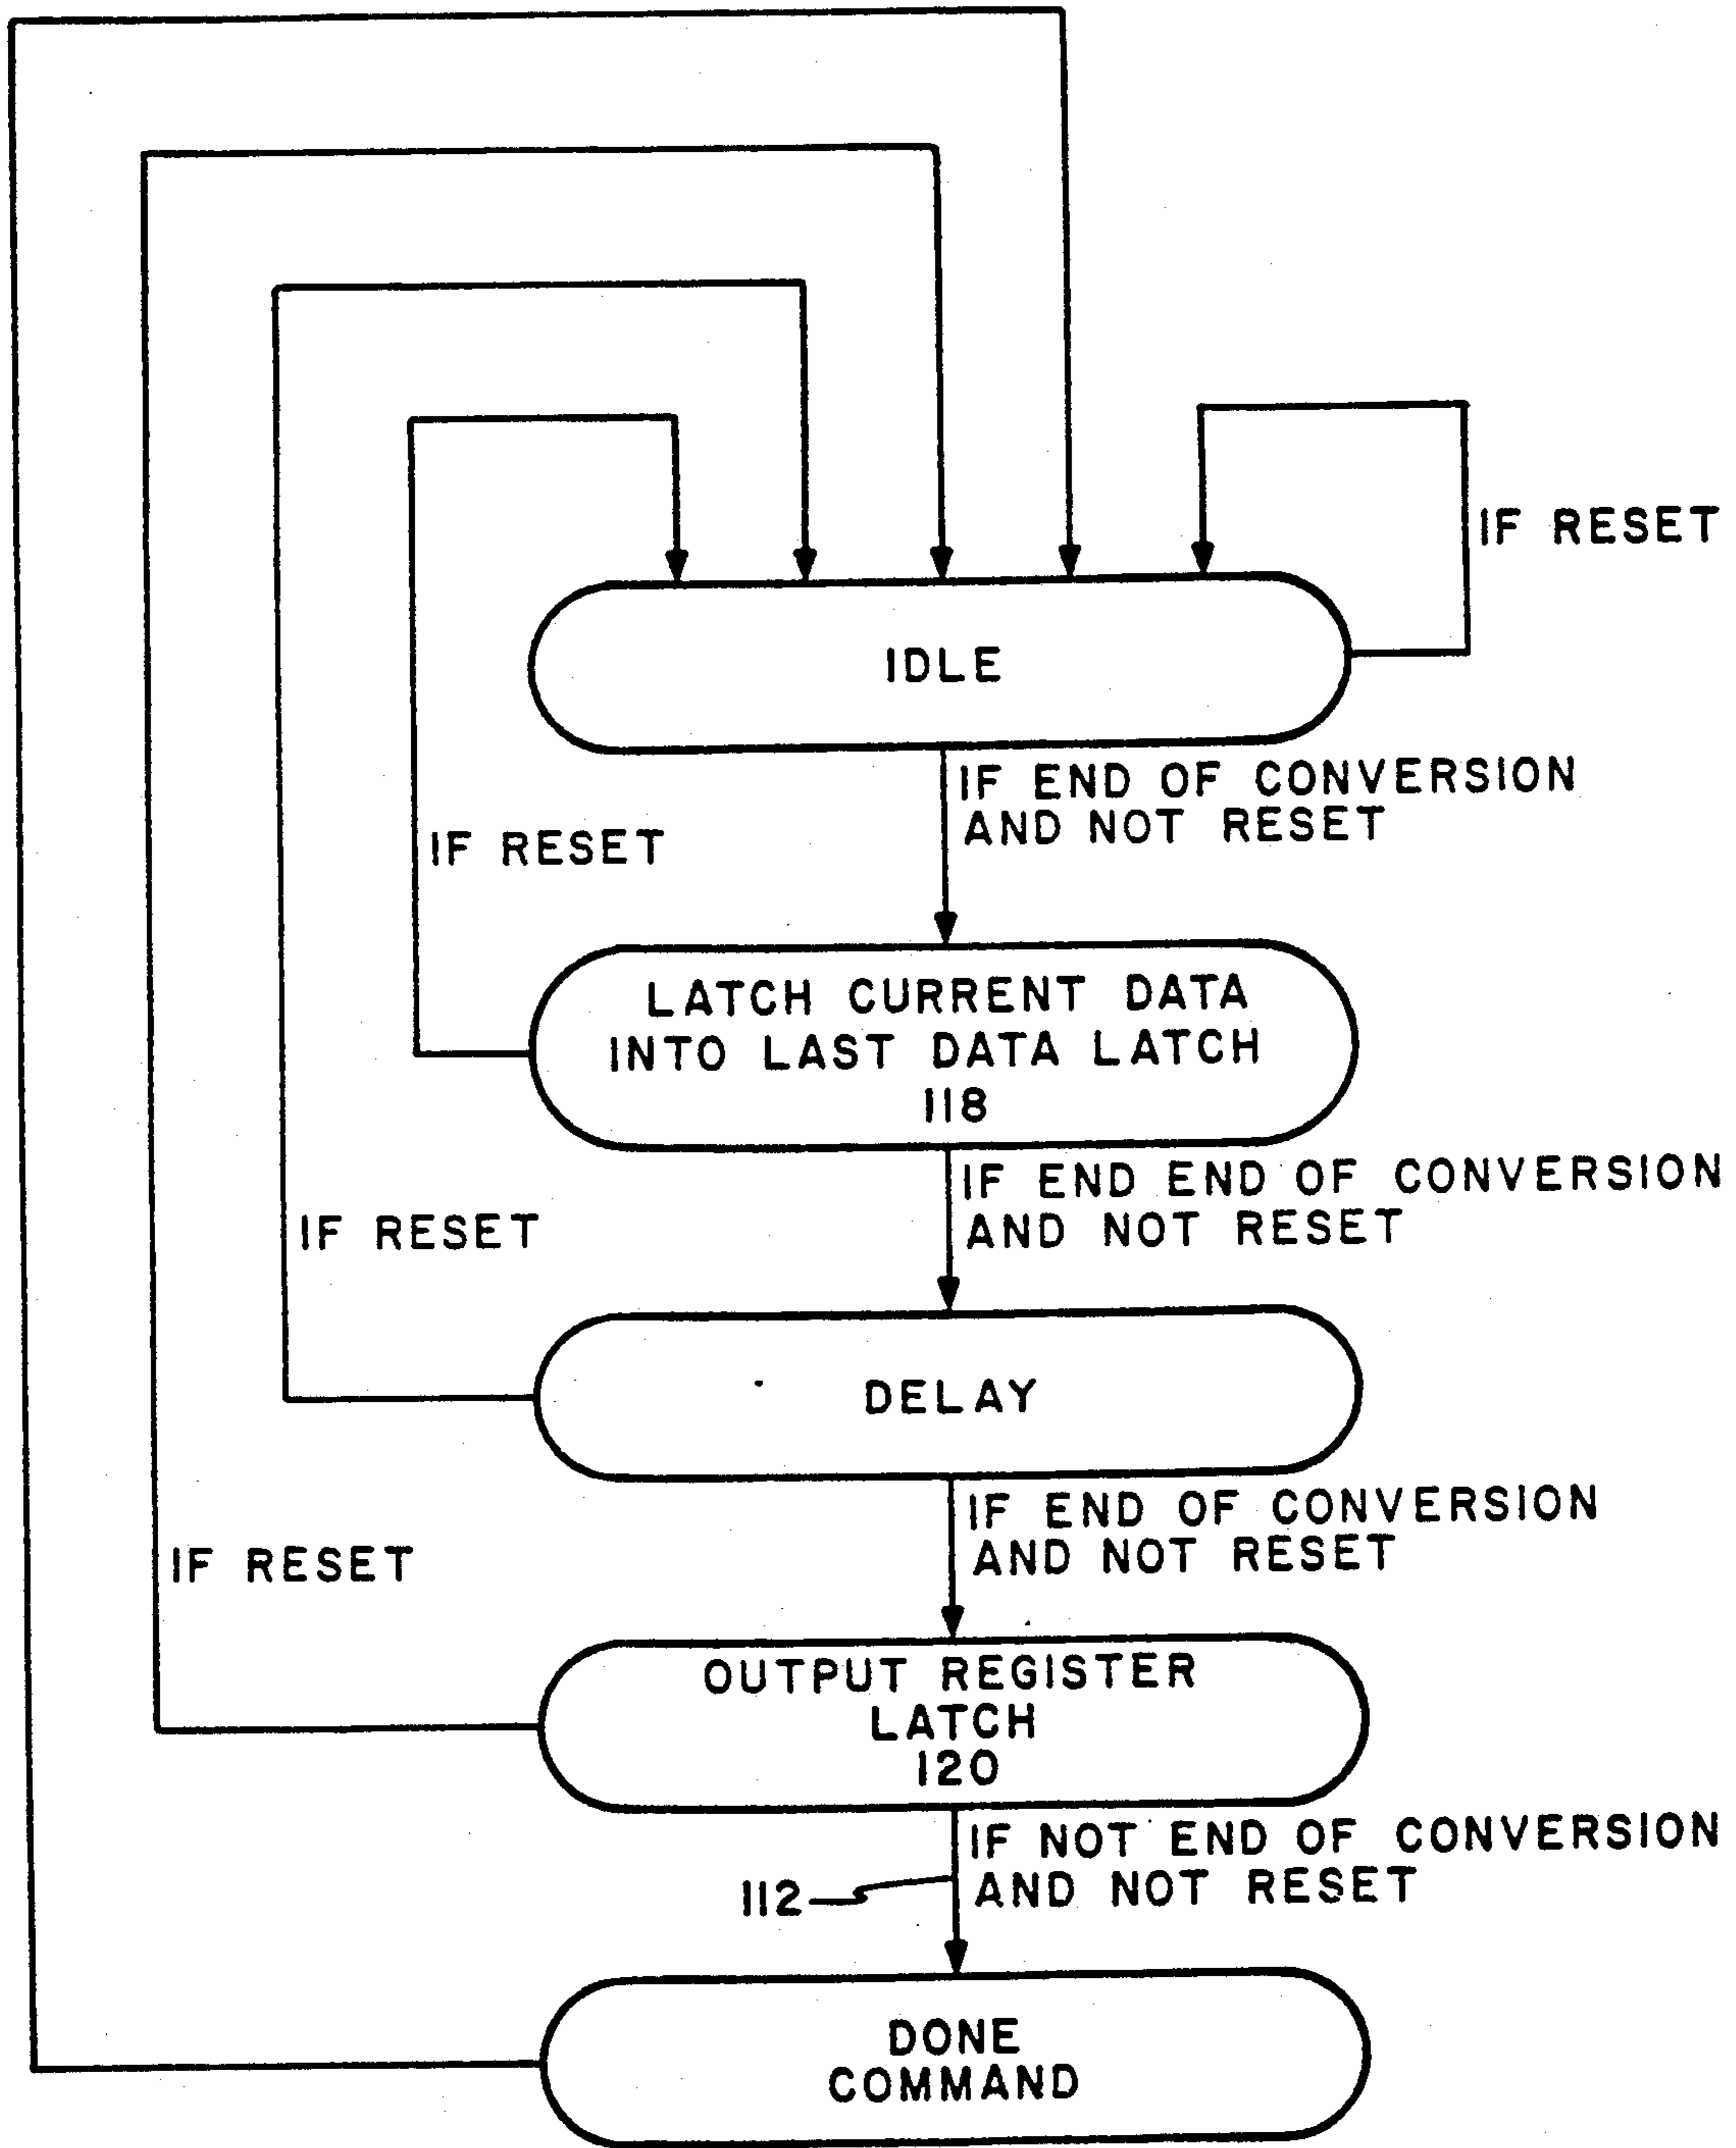 IF RESET
IDLE
IF END OF CONVERSION
AND NOT RESET
IF RESET
LATCH CURRENT DATA
INTO LAST DATA LATCH
118
IF END END OF CONVERSION
AND NOT RESET
IF RESET
DELAY
IF END OF CONVERSION
AND NOT RESET
IF RESET
OUTPUT REGISTER
LATCH
120
IF NOT END OF CONVERSION
AND NOT RESET
112
DONE
COMMAND